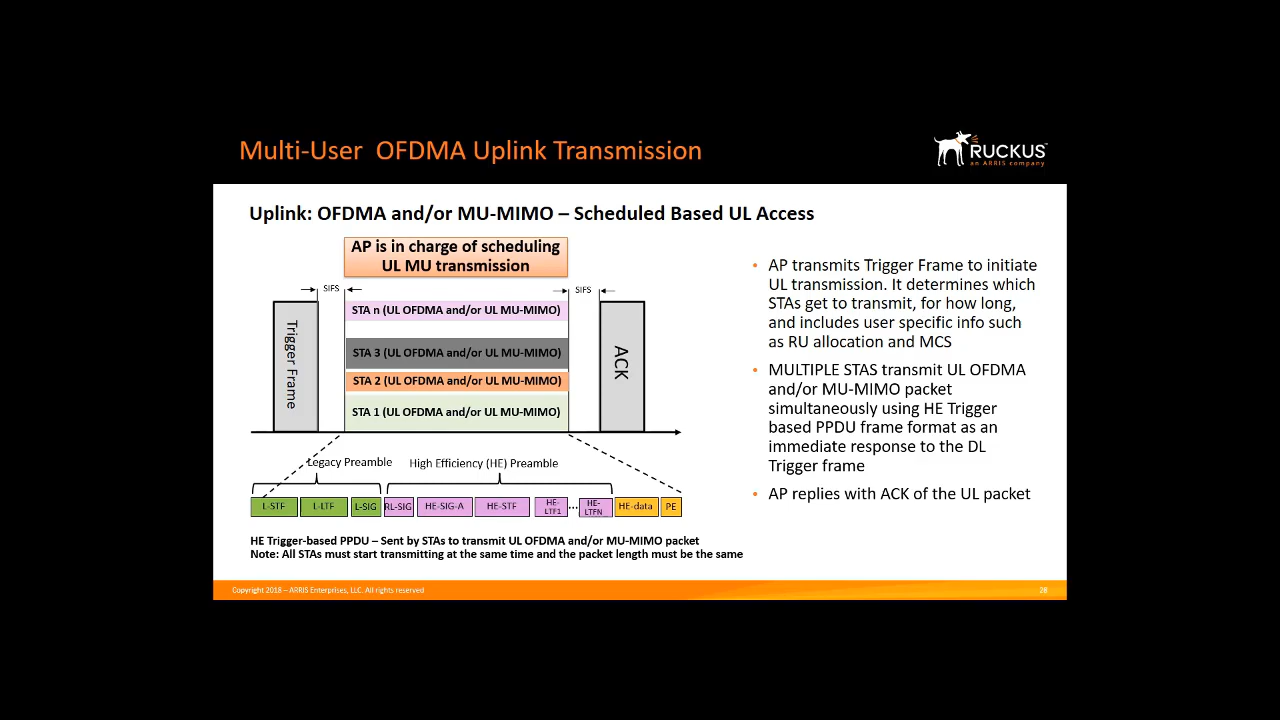 Multi-User OFDMA Uplink Transmission
RUCKUS™
an ARRIS company
Uplink: OFDMA and/or MU-MIMO – Scheduled Based UL Access
AP is in charge of scheduling
UL MU transmission
SIFS
SIFS
Trigger Frame
STA n (UL OFDMA and/or UL MU-MIMO)
STA 3 (UL OFDMA and/or UL MU-MIMO)
STA 2 (UL OFDMA and/or UL MU-MIMO)
STA 1 (UL OFDMA and/or UL MU-MIMO)
ACK
Legacy Preamble
High Efficiency (HE) Preamble
L-STF
L-LTF
L-SIG
RL-SIG
HE-SIG-A
HE-STF
HE-
LTF1
...
HE-
LTFN
HE-data
PE
HE Trigger-based PPDU – Sent by STAs to transmit UL OFDMA and/or MU-MIMO packet
Note: All STAs must start transmitting at the same time and the packet length must be the same
• AP transmits Trigger Frame to initiate
UL transmission. It determines which
STAs get to transmit, for how long,
and includes user specific info such
as RU allocation and MCS
• MULTIPLE STAS transmit UL OFDMA
and/or MU-MIMO packet
simultaneously using HE Trigger
based PPDU frame format as an
immediate response to the DL
Trigger frame
• AP replies with ACK of the UL packet
Copyright 2018 – ARRIS Enterprises, LLC. All rights reserved
28